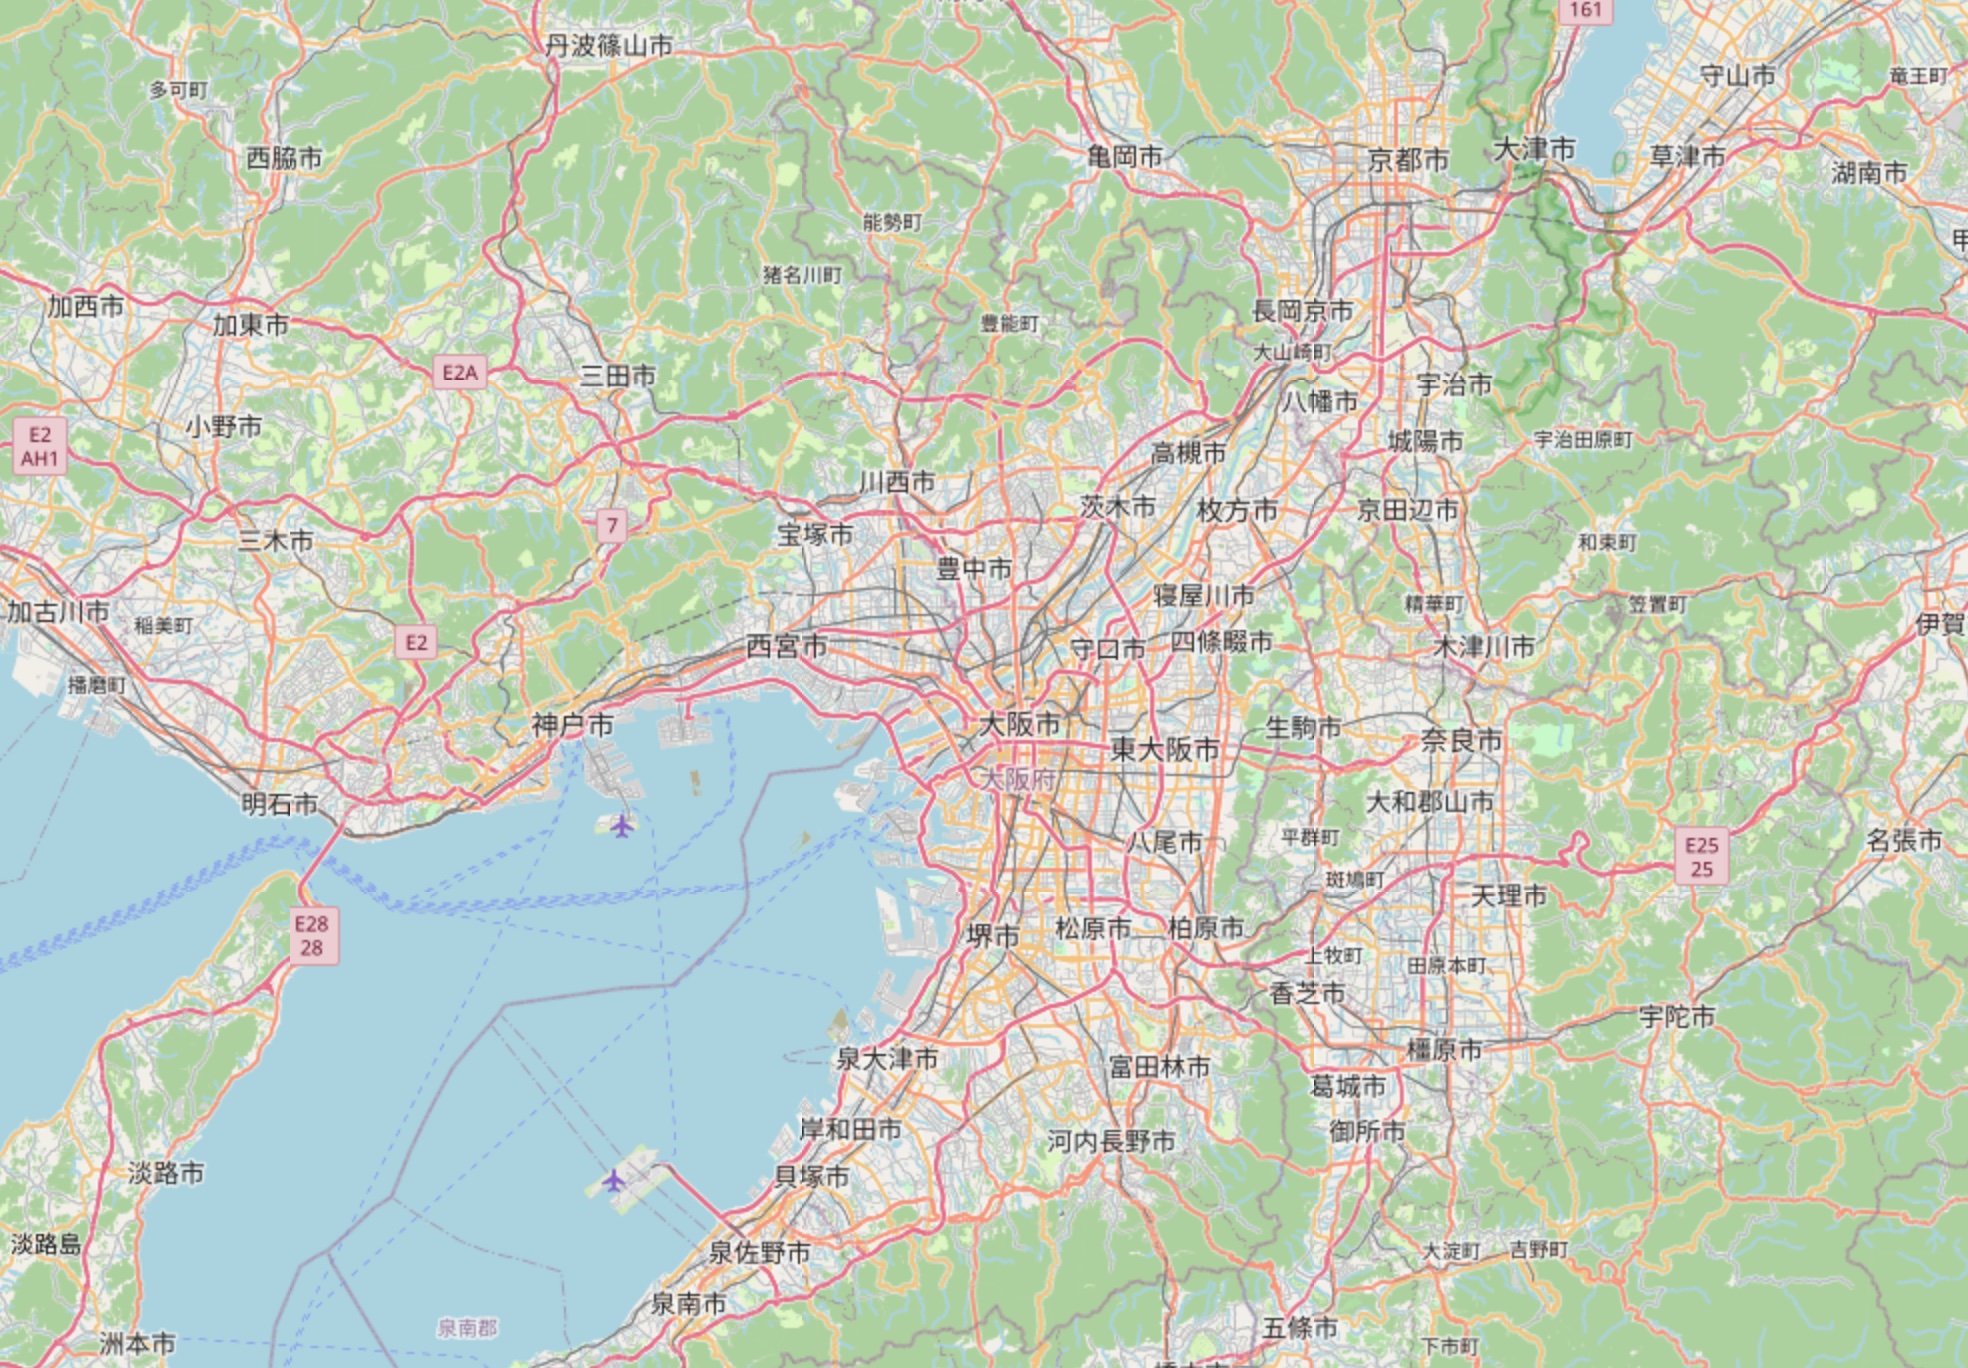 161
丹波篠山市
守山市
竜王町
多可町
西脇市
亀岡市
京都市
大津市
草津市
湖南市
能勢町
猪名川町
加西市
加東市
豊能町
長岡京市
大山崎町
E2A
三田市
宇治市
八幡市
小野市
E2
AH1
城陽市
宇治田原町
高槻市
川西市
茨木市
枚方市
京田辺市
7
宝塚市
三木市
和束町
豊中市
寝屋川市
精華町
笠置町
加古川市
稲美町
伊賀
E2
西宮市
守口市
四條畷市
木津川市
播磨町
神戸市
大阪市
生駒市
奈良市
東大阪市
大阪府
明石市
大和郡山市
平群町
八尾市
名張市
E25
25
斑鳩町
天理市
E28
28
堺市
松原市
柏原市
上牧町
田原本町
香芝市
宇陀市
泉大津市
富田林市
橿原市
葛城市
岸和田市
河内長野市
御所市
淡路市
貝塚市
淡路島
泉佐野市
大淀町
吉野町
泉南市
泉南郡
五條市
洲本市
下市町